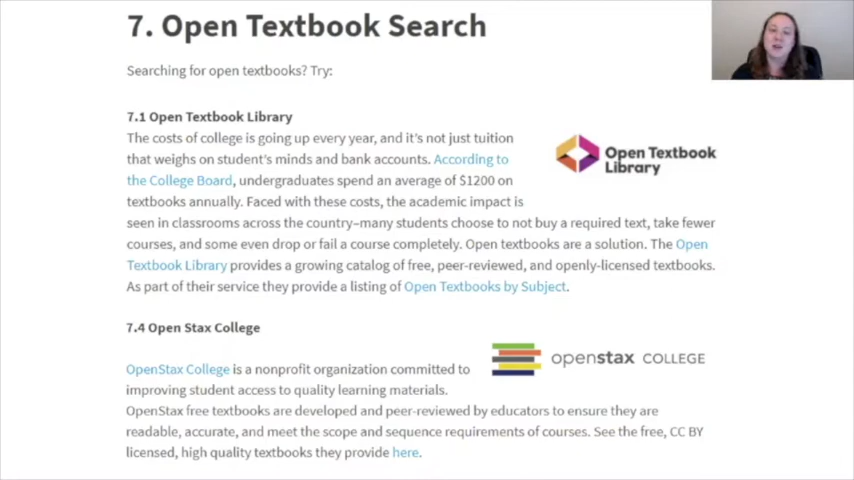 7. Open Textbook Search
Searching for open textbooks? Try:
7.1 Open Textbook Library
The costs of college is going up every year, and it's not just tuition
that weighs on student's minds and bank accounts. According to
the College Board, undergraduates spend an average of $1200 on
textbooks annually. Faced with these costs, the academic impact is
seen in classrooms across the country–many students choose to not buy a required text, take fewer
courses, and some even drop or fail a course completely. Open textbooks are a solution. The Open
Textbook Library provides a growing catalog of free, peer-reviewed, and openly-licensed textbooks.
As part of their service they provide a listing of Open Textbooks by Subject.
Open Textbook
Library
7.4 Open Stax College
OpenStax College is a nonprofit organization committed to
improving student access to quality learning materials.
OpenStax free textbooks are developed and peer-reviewed by educators to ensure they are
readable, accurate, and meet the scope and sequence requirements of courses. See the free, CC BY
licensed, high quality textbooks they provide here.
openstax COLLEGE